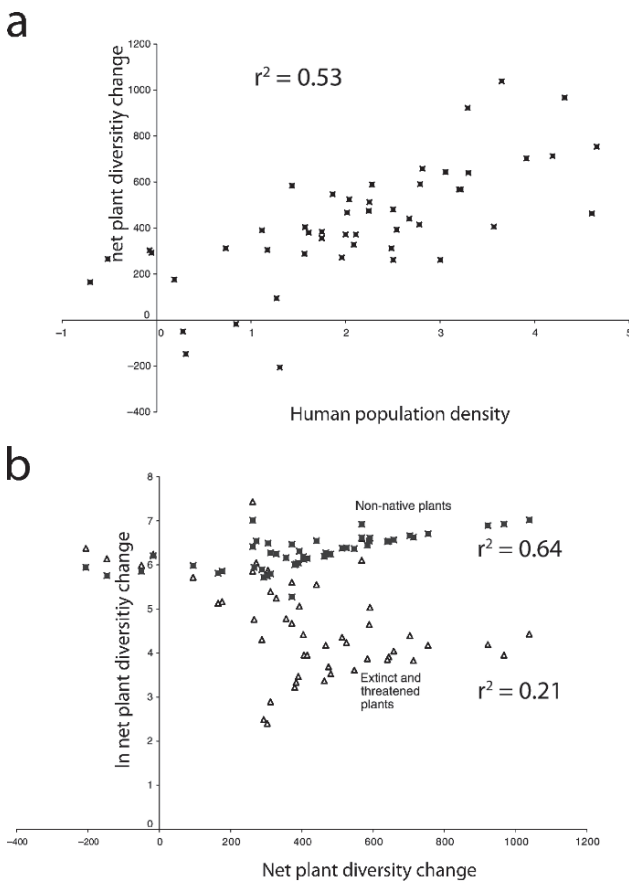 a
net plant diversitiy change
1200
1000
800
600
400
200
0
−200
−400
r² = 0.53
−1 0 1 2 3 4 5
Human population density
b
ln net plant diversitiy change
8
7
6
5
4
3
2
1
0
Non-native plants
r² = 0.64
Extinct and
threatened
plants
r² = 0.21
−400 −200 0 200 400 600 800 1000 1200
Net plant diversity change